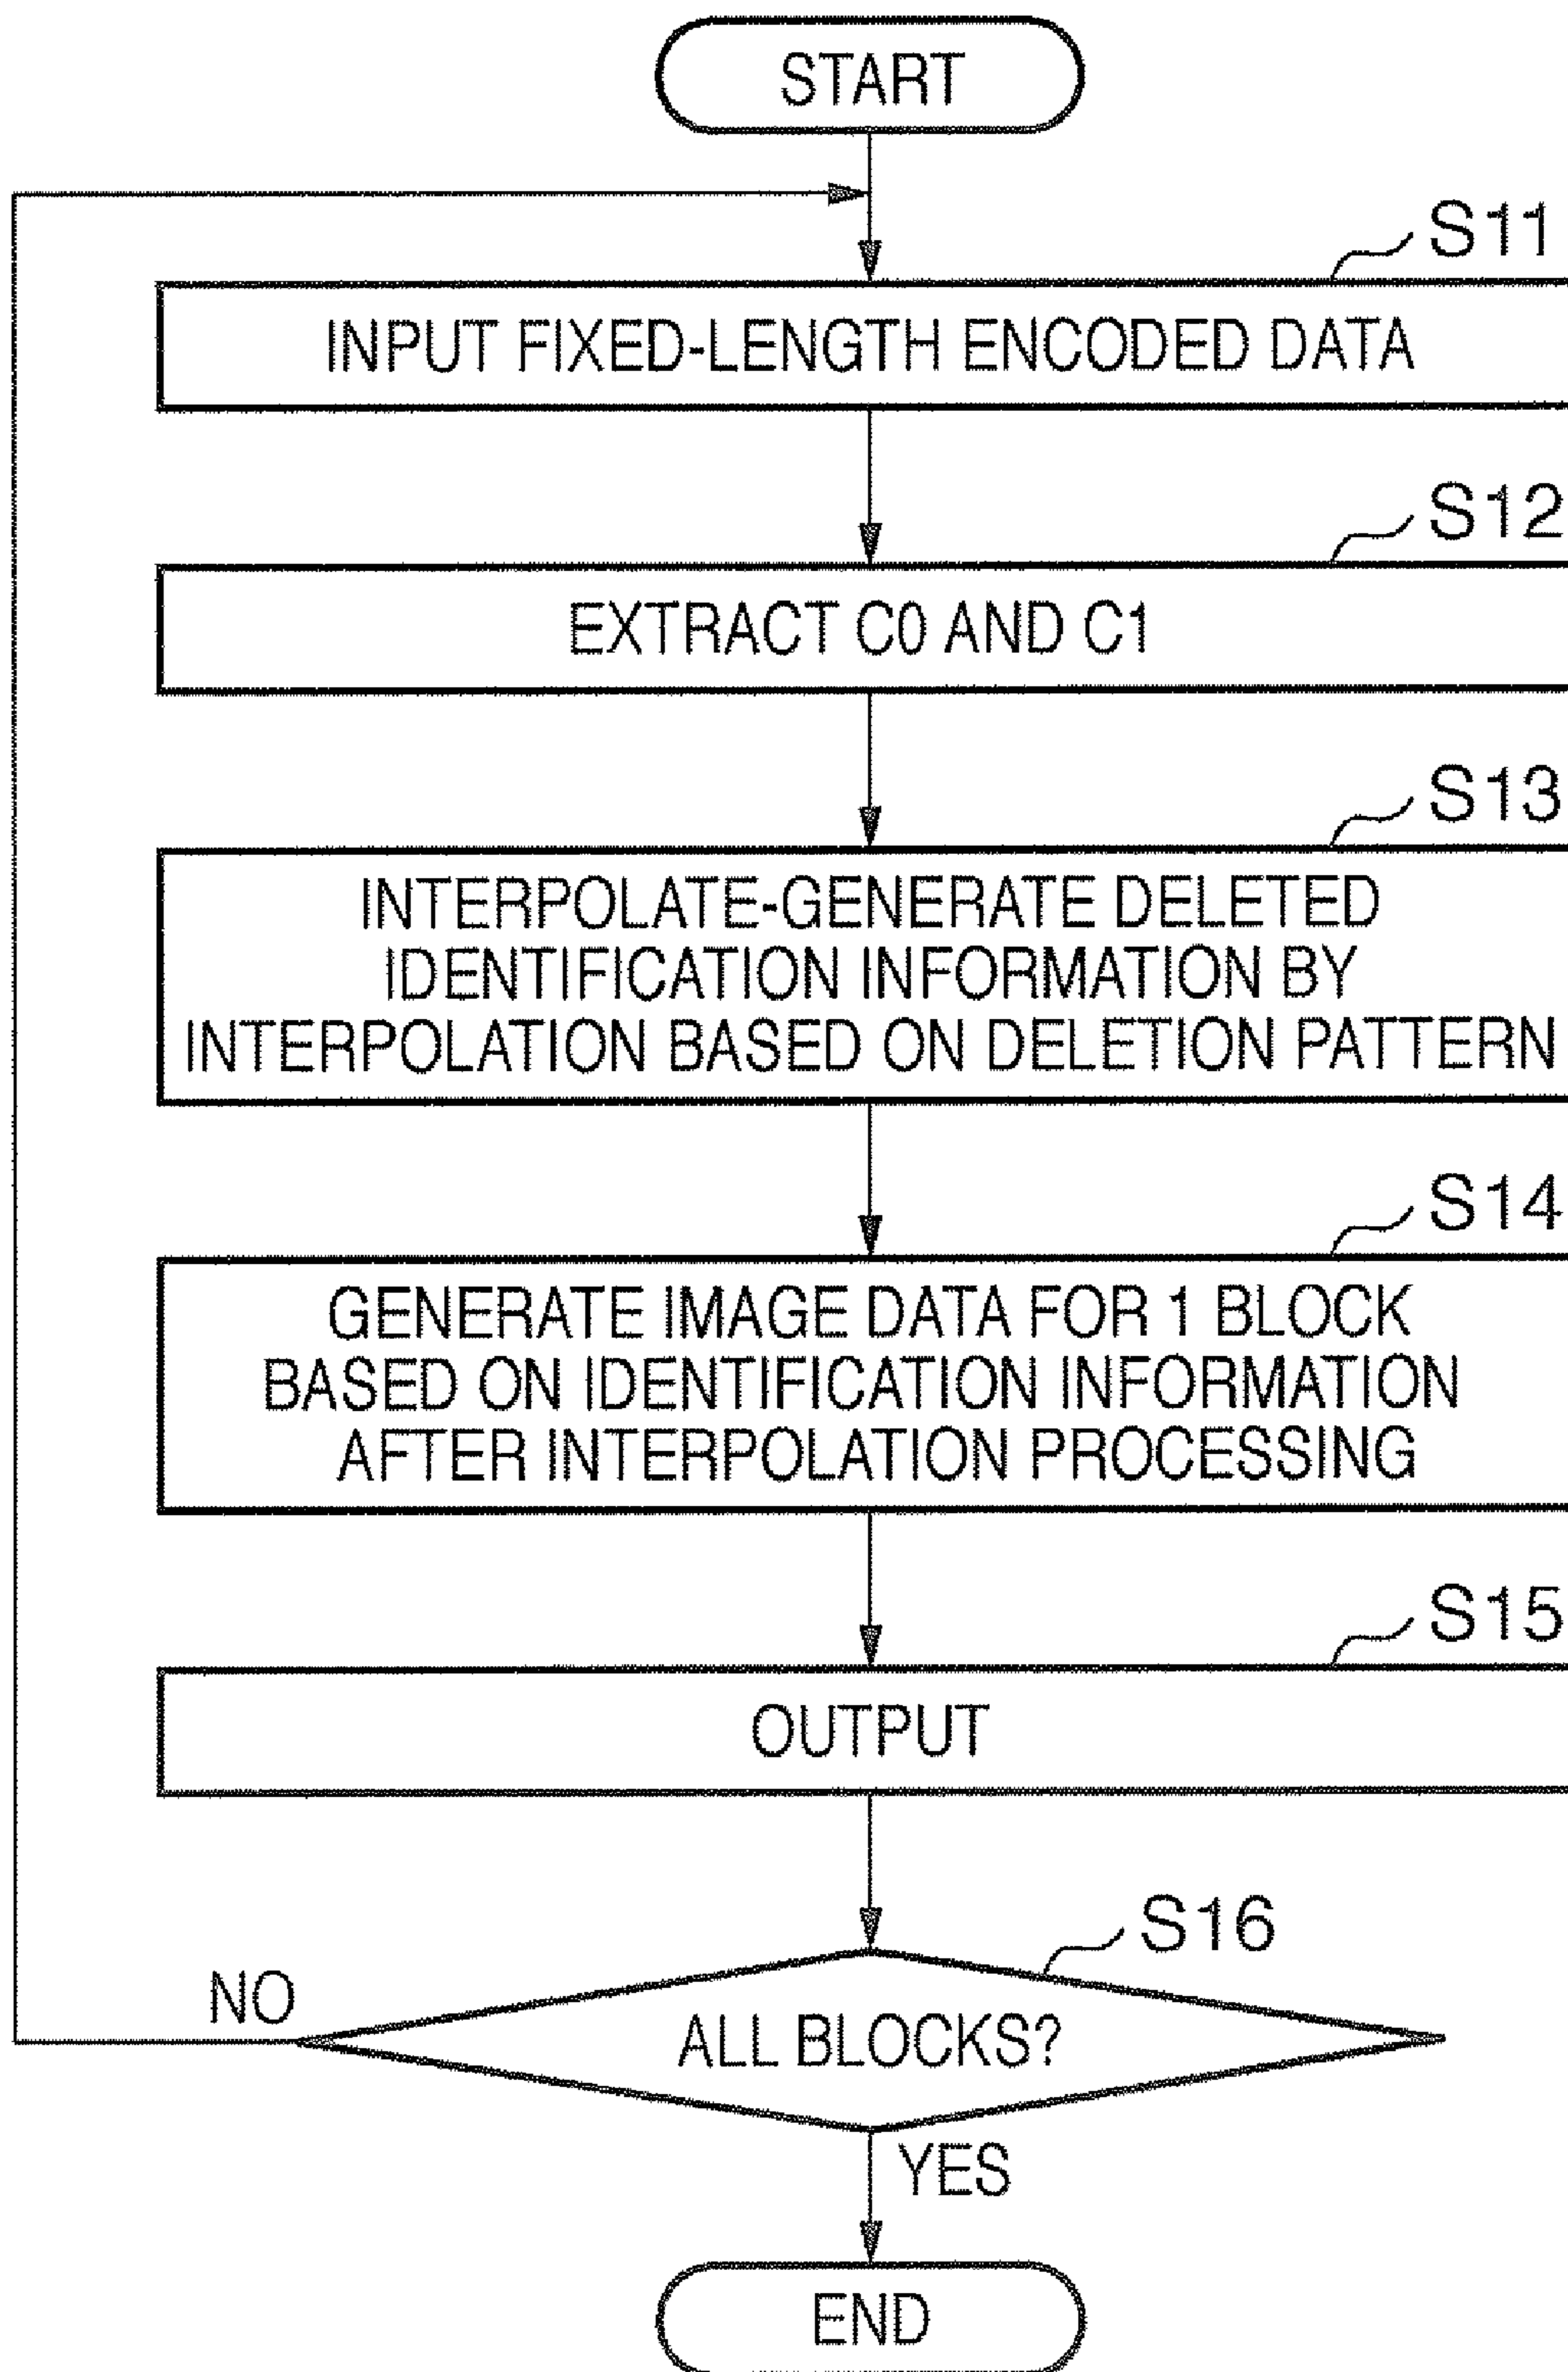 START
S11
INPUT FIXED-LENGTH ENCODED DATA
S12
EXTRACT C0 AND C1
S13
INTERPOLATE-GENERATE DELETED
IDENTIFICATION INFORMATION BY
INTERPOLATION BASED ON DELETION PATTERN
S14
GENERATE IMAGE DATA FOR 1 BLOCK
BASED ON IDENTIFICATION INFORMATION
AFTER INTERPOLATION PROCESSING
S15
OUTPUT
S16
NO
ALL BLOCKS?
YES
END